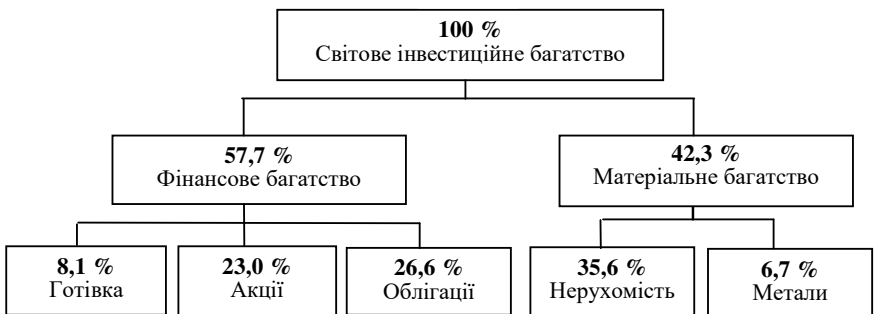 100 %
Світове інвестиційне багатство
57,7 %
Фінансове багатство
42,3 %
Матеріальне багатство
8,1 %
Готівка
23,0 %
Акції
26,6 %
Облігації
35,6 %
Нерухомість
6,7 %
Метали